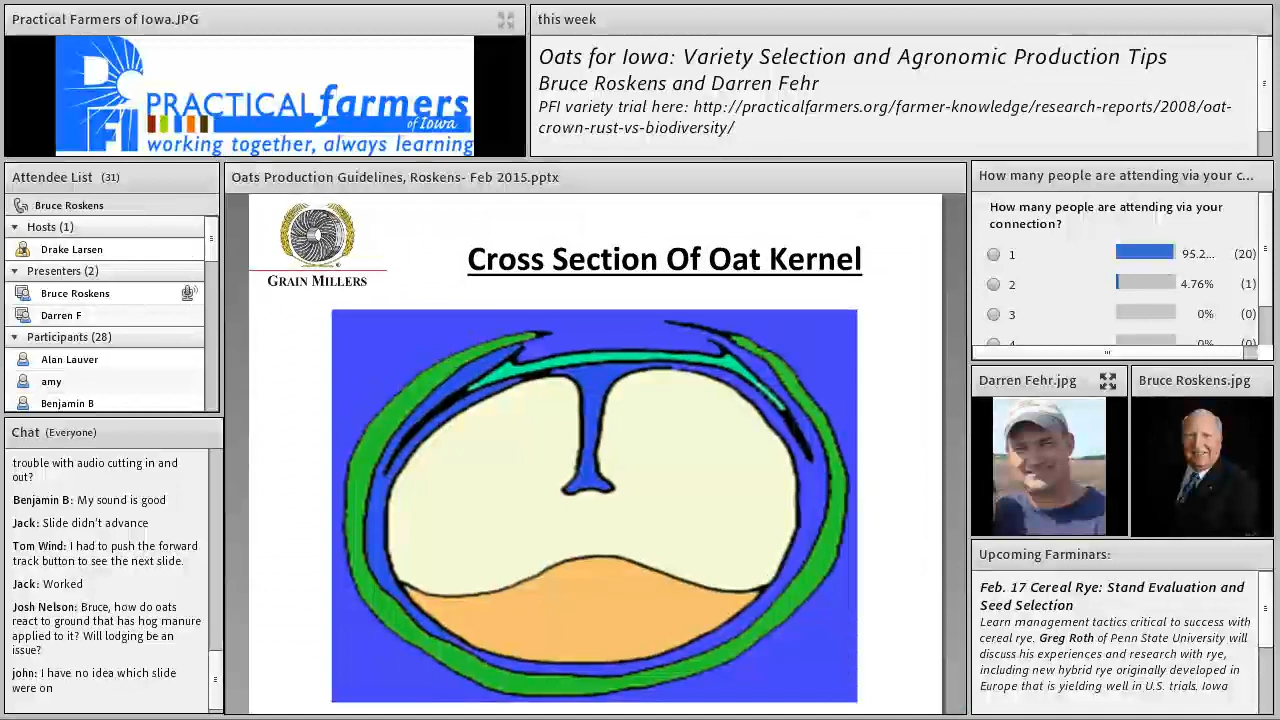 Practical Farmers of Iowa.JPG
PFI
PRACTICAL farmers
of Iowa
working together, always learning
this week
Oats for Iowa: Variety Selection and Agronomic Production Tips
Bruce Roskens and Darren Fehr
PFI variety trial here: http://practicalfarmers.org/farmer-knowledge/research-reports/2008/oat-
crown-rust-vs-biodiversity/
Attendee List (31)
Bruce Roskens
Hosts (1)
Drake Larsen
Presenters (2)
Bruce Roskens
Darren F
Participants (28)
Alan Lauver
amy
Benjamin B
Chat (Everyone)
trouble with audio cutting in and
out?
Benjamin B: My sound is good
Jack: Slide didn't advance
Tom Wind: I had to push the forward
track button to see the next slide.
Jack: Worked
Josh Nelson: Bruce, how do oats
react to ground that has hog manure
applied to it? Will lodging be an
issue?
john: I have no idea which slide
were on
Oats Production Guidelines, Roskens- Feb 2015.pptx
GRAIN MILLERS
Cross Section Of Oat Kernel
How many people are attending via your c...
How many people are attending via your
connection?
1 95.2... (20)
2 4.76% (1)
3 0% (0)
4 0% (0)
Darren Fehr.jpg
Bruce Roskens.jpg
Upcoming Farminars:
Feb. 17 Cereal Rye: Stand Evaluation and
Seed Selection
Learn management tactics critical to success with
cereal rye. Greg Roth of Penn State University will
discuss his experiences and research with rye,
including new hybrid rye originally developed in
Europe that is yielding well in U.S. trials. Iowa